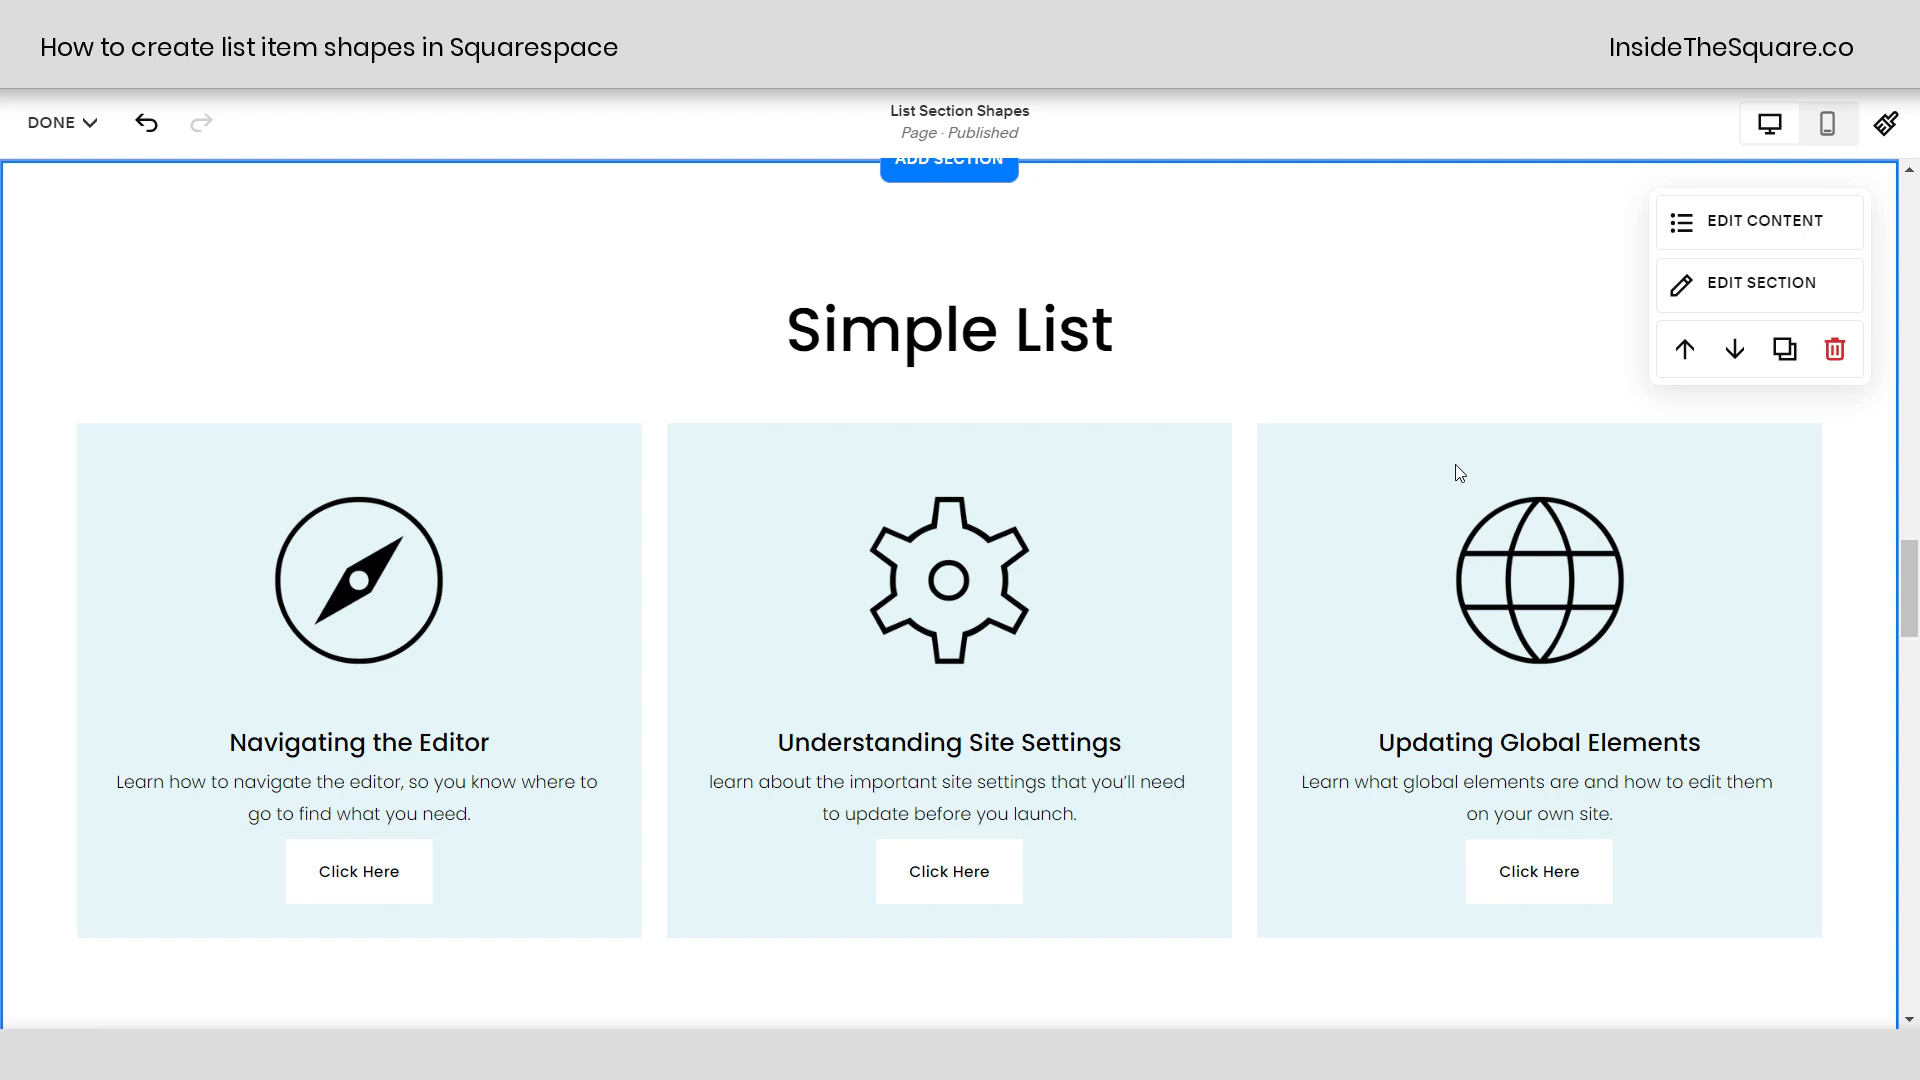 How to create list item shapes in Squarespace
InsideTheSquare.co
DONE
List Section Shapes
Page · Published
ADD SECTION
EDIT CONTENT
EDIT SECTION
Simple List
Navigating the Editor
Learn how to navigate the editor, so you know where to
go to find what you need.
Click Here
Understanding Site Settings
learn about the important site settings that you’ll need
to update before you launch.
Click Here
Updating Global Elements
Learn what global elements are and how to edit them
on your own site.
Click Here